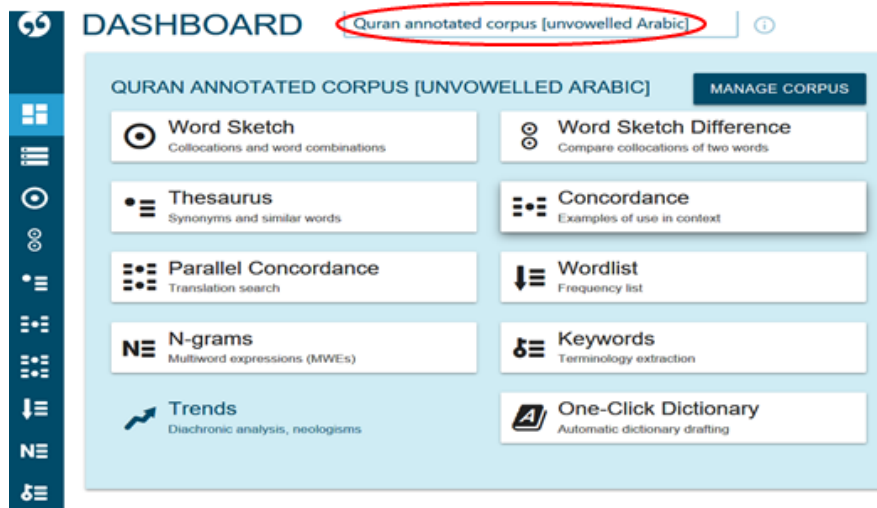 DASHBOARD
Quran annotated corpus [unvowelled Arabic]
QURAN ANNOTATED CORPUS [UNVOWELLED ARABIC]
MANAGE CORPUS
Word Sketch
Collocations and word combinations
Word Sketch Difference
Compare collocations of two words
Thesaurus
Synonyms and similar words
Concordance
Examples of use in context
Parallel Concordance
Translation search
Wordlist
Frequency list
N-grams
Multiword expressions (MWEs)
Keywords
Terminology extraction
Trends
Diachronic analysis, neologisms
One-Click Dictionary
Automatic dictionary drafting